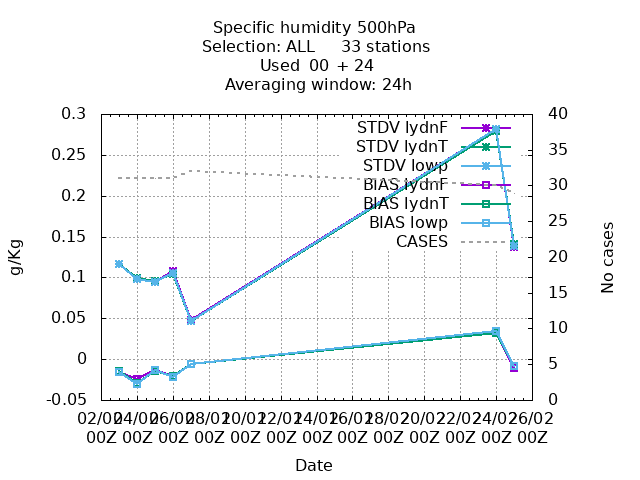 Specific humidity 500hPa
Selection: ALL 33 stations
Used 00 + 24
Averaging window: 24h
0.3
0.25
0.2
0.15
0.1
0.05
0
-0.05
g/Kg
40
35
30
25
20
15
10
5
0
No cases
STDV lydnF
STDV lydnT
STDV lowp
BIAS lydnF
BIAS lydnT
BIAS lowp
CASES
02/02 04/02 06/02 08/02 10/02 12/02 14/02 16/02 18/02 20/02 22/02 24/02 26/02
00Z 00Z 00Z 00Z 00Z 00Z 00Z 00Z 00Z 00Z 00Z 00Z 00Z
Date